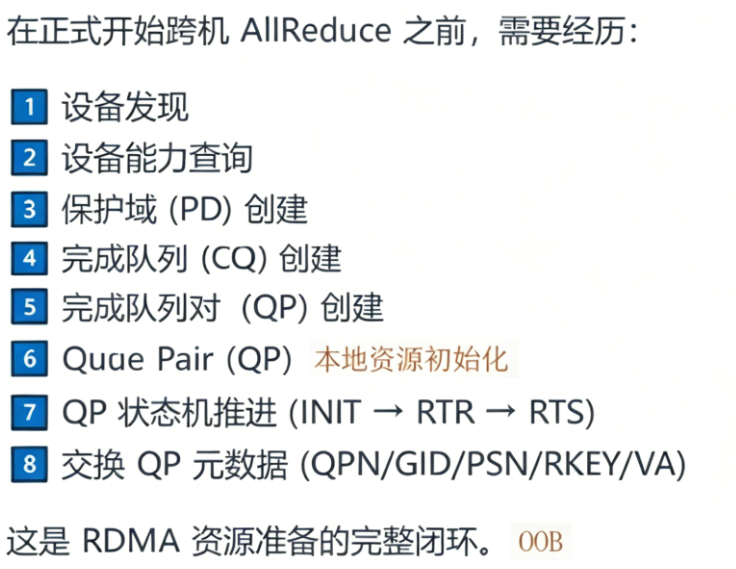 在正式开始跨机 AllReduce 之前，需要经历：
1 设备发现
2 设备能力查询
3 保护域 (PD) 创建
4 完成队列 (CQ) 创建
5 完成队列对 (QP) 创建
6 Quue Pair (QP) 本地资源初始化
7 QP 状态机推进 (INIT → RTR → RTS)
8 交换 QP 元数据 (QPN/GID/PSN/RKEY/VA)
这是 RDMA 资源准备的完整闭环。 OOB